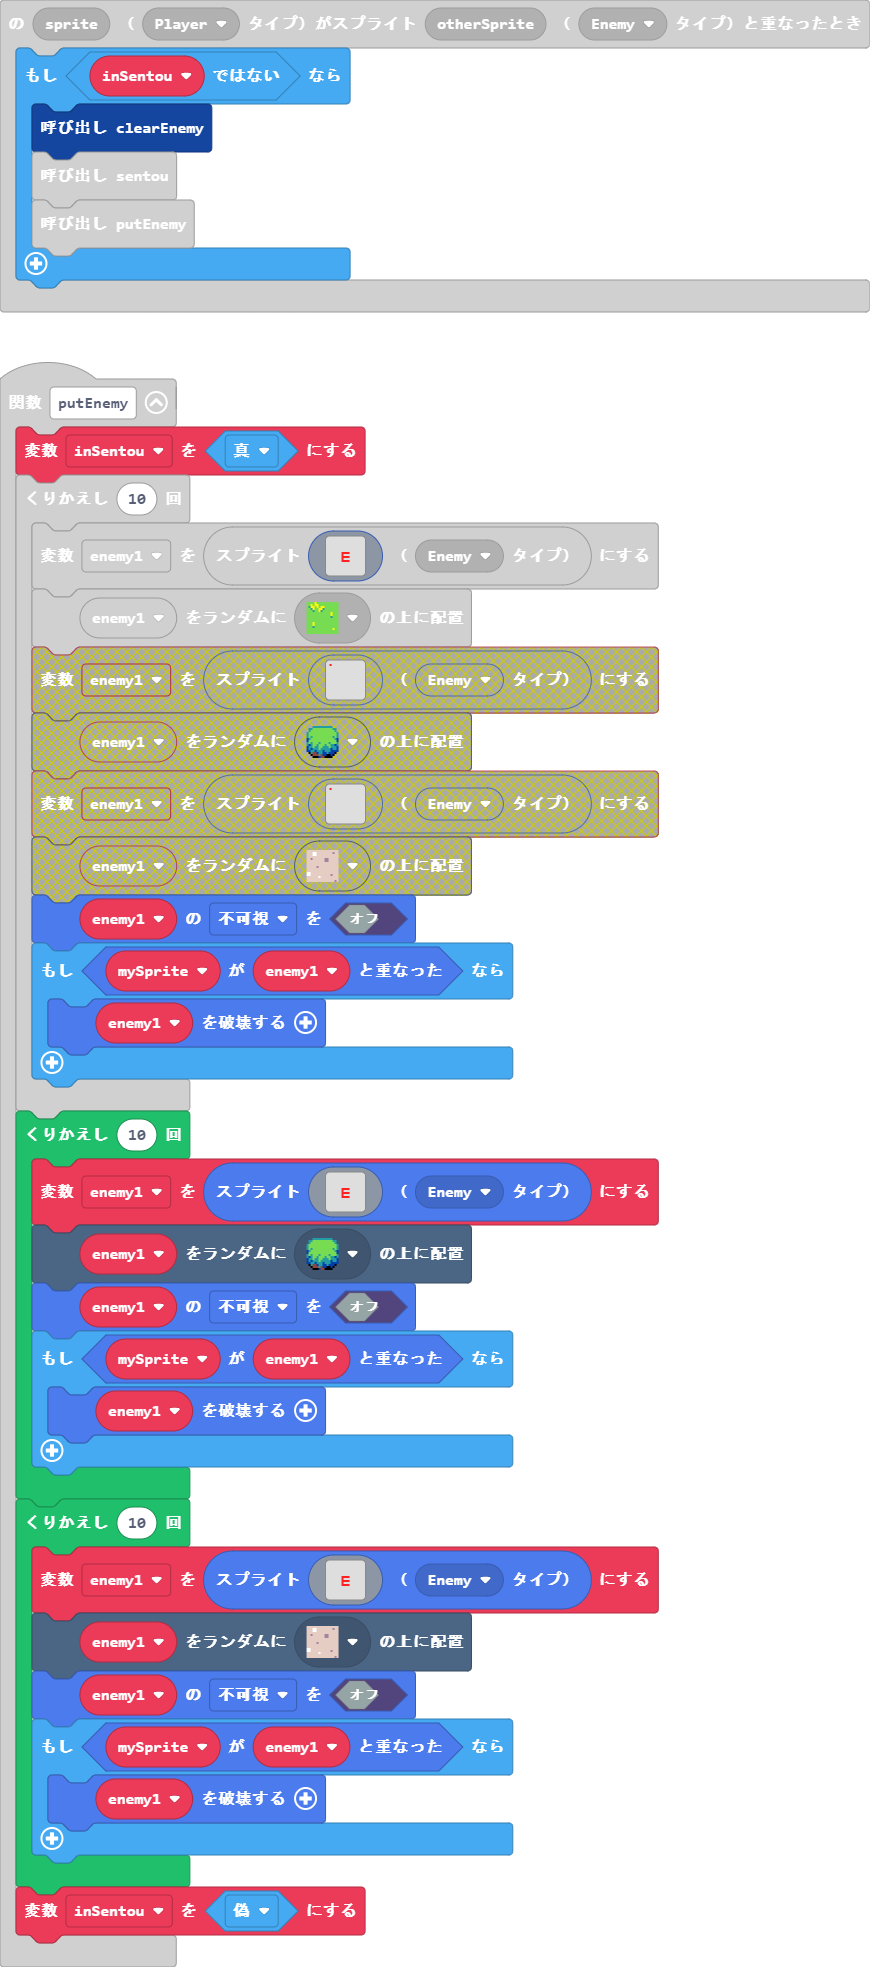 の sprite ( Player タイプ) がスプライト otherSprite ( Enemy タイプ) と重なったとき
もし inSentou ではない なら
呼び出し clearEnemy
呼び出し sentou
呼び出し putEnemy
関数 putEnemy
変数 inSentou を 真 にする
くりかえし 10 回
変数 enemy1 を スプライト E ( Enemy タイプ) にする
enemy1 をランダムに の上に配置
変数 enemy1 を スプライト ( Enemy タイプ) にする
enemy1 をランダムに の上に配置
変数 enemy1 を スプライト ( Enemy タイプ) にする
enemy1 をランダムに の上に配置
enemy1 の 不可視 を オフ
もし mySprite が enemy1 と重なった なら
enemy1 を破壊する
くりかえし 10 回
変数 enemy1 を スプライト E ( Enemy タイプ) にする
enemy1 をランダムに の上に配置
enemy1 の 不可視 を オフ
もし mySprite が enemy1 と重なった なら
enemy1 を破壊する
くりかえし 10 回
変数 enemy1 を スプライト E ( Enemy タイプ) にする
enemy1 をランダムに の上に配置
enemy1 の 不可視 を オフ
もし mySprite が enemy1 と重なった なら
enemy1 を破壊する
変数 inSentou を 偽 にする